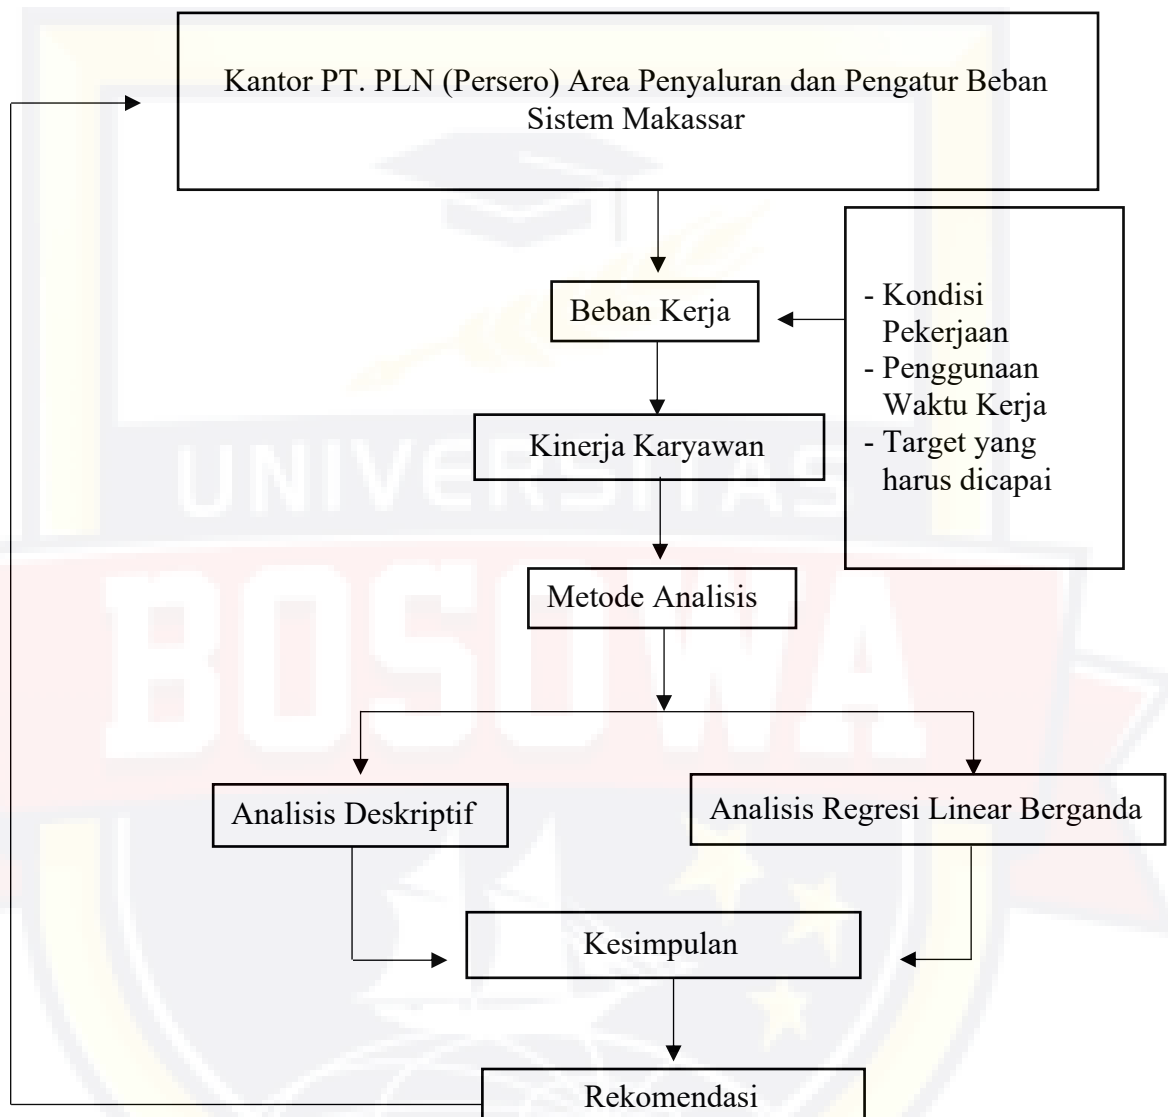 Kantor PT. PLN (Persero) Area Penyaluran dan Pengatur Beban
Sistem Makassar
Beban Kerja
- Kondisi
Pekerjaan
- Penggunaan
Waktu Kerja
- Target yang
harus dicapai
Kinerja Karyawan
UNIVERSITAS
BOSOWA
Metode Analisis
Analisis Deskriptif
Analisis Regresi Linear Berganda
Kesimpulan
Rekomendasi